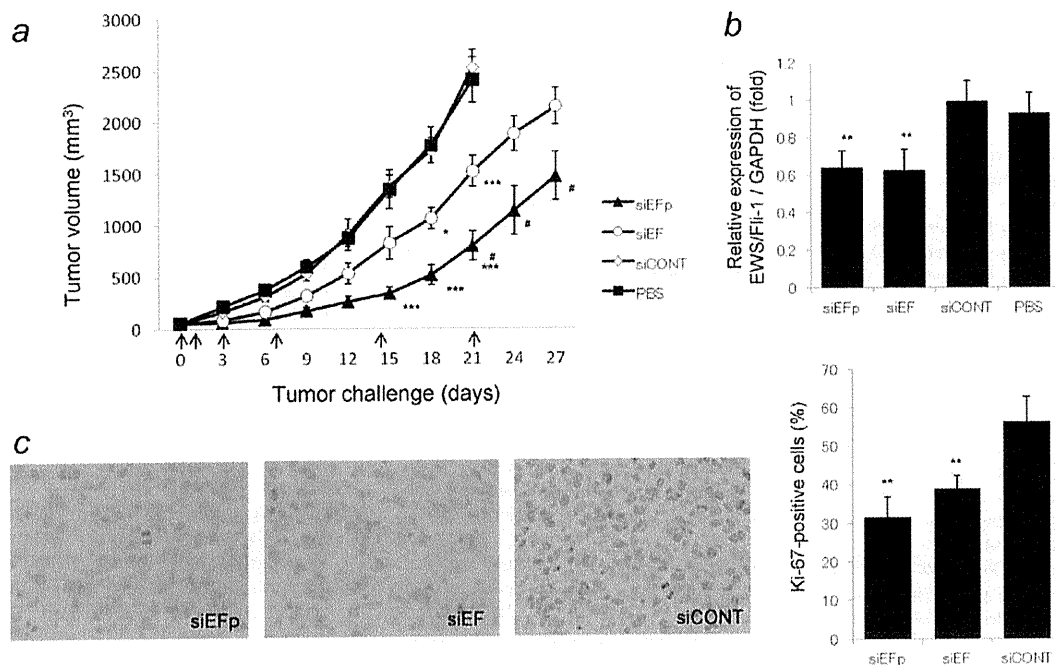 a
3000
2500
2000
1500
1000
500
0
Tumor volume (mm³)
0 3 6 9 12 15 18 21 24 27
Tumor challenge (days)
***
***
***
#
*
***
#
#
siEFp
siEF
siCONT
PBS
b
Relative expression of
EWS/Fli-1 / GAPDH (fold)
1.2
1
0.8
0.6
0.4
0.2
0
**
**
siEFp siEF siCONT PBS
c
siEFp
siEF
siCONT
Ki-67-positive cells (%)
70
60
50
40
30
20
10
0
**
**
siEFp siEF siCONT